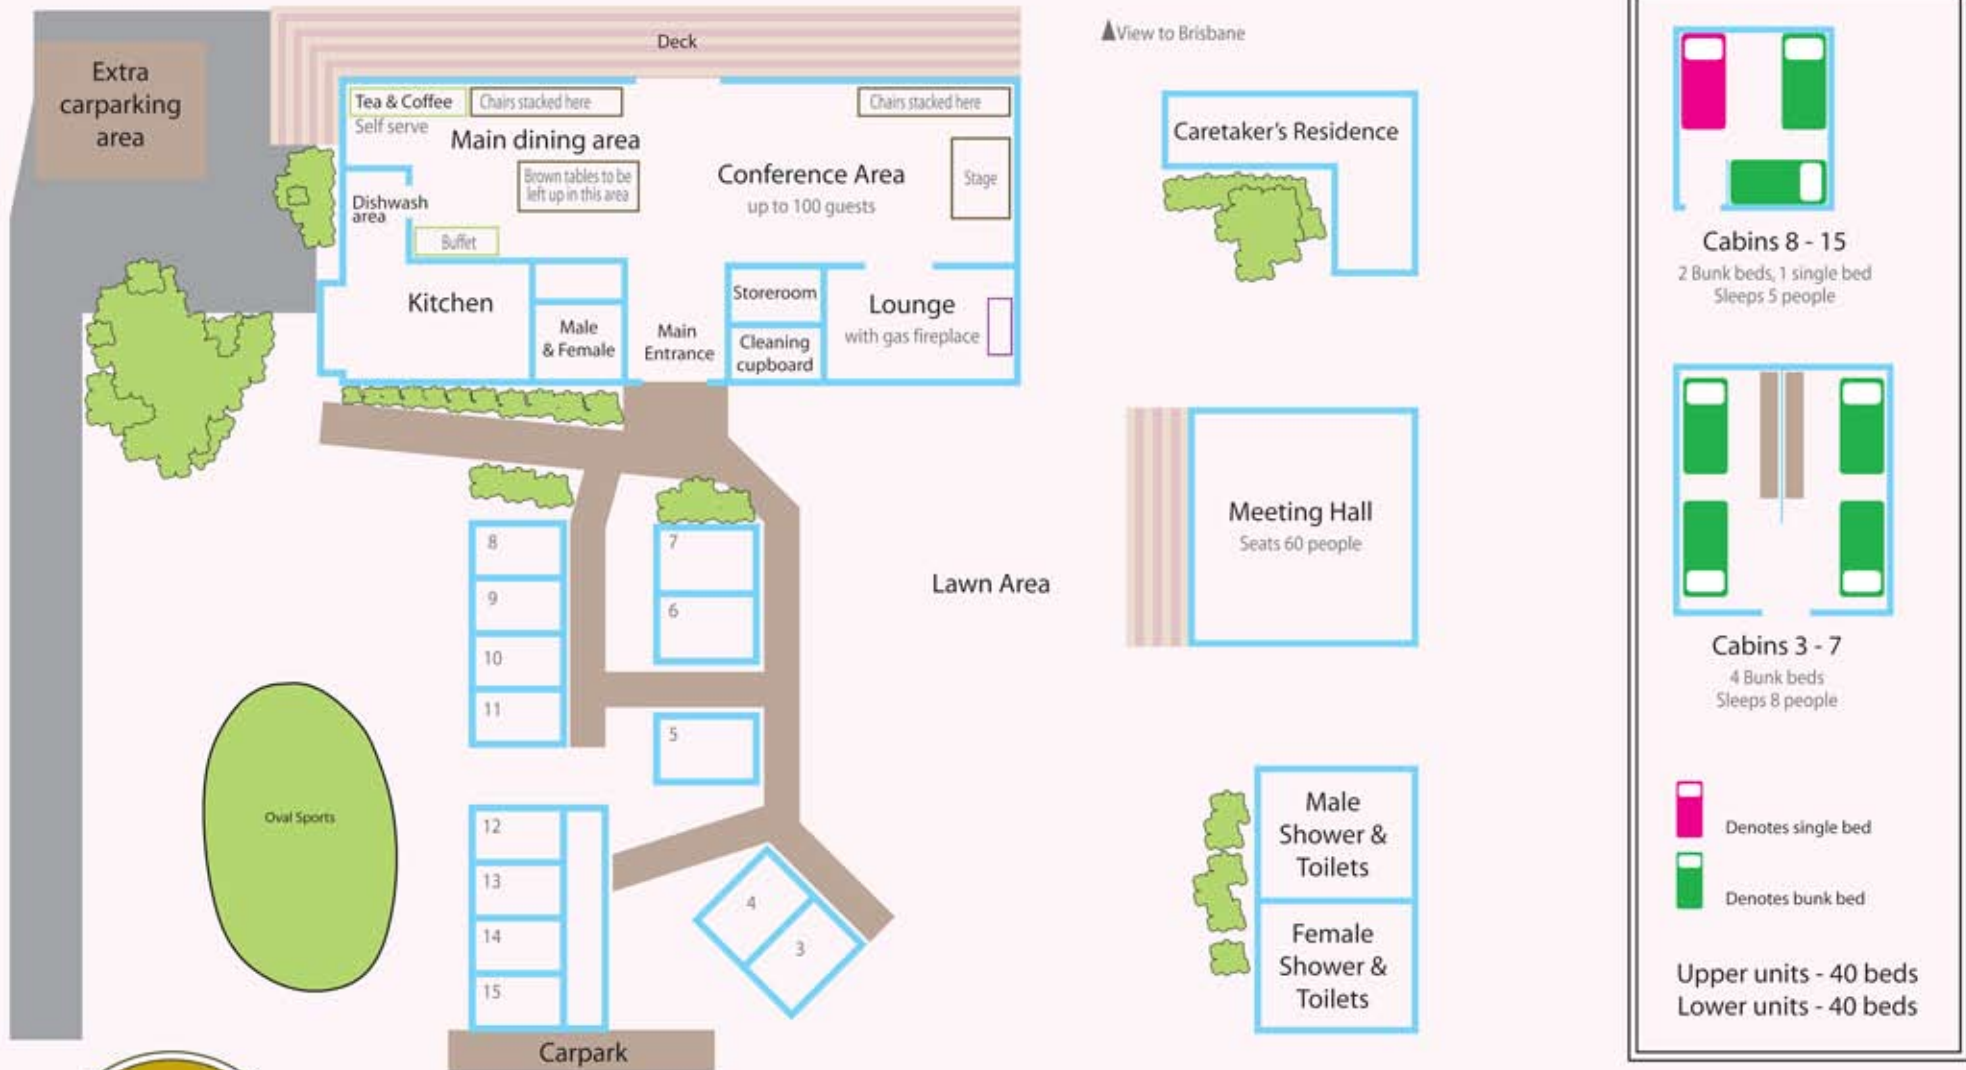 Extra
carparking
area
Deck
View to Brisbane
Tea & Coffee
Self serve
Chairs stacked here
Chairs stacked here
Main dining area
Brown tables to be
left up in this area
Conference Area
up to 100 guests
Stage
Dishwash
area
Buffet
Kitchen
Male
& Female
Main
Entrance
Storeroom
Cleaning
cupboard
Lounge
with gas fireplace
Caretaker's Residence
8
9
10
11
7
6
5
Lawn Area
Meeting Hall
Seats 60 people
Oval Sports
12
13
14
15
4
3
Male
Shower &
Toilets
Female
Shower &
Toilets
Carpark
Cabins 8 - 15
2 Bunk beds, 1 single bed
Sleeps 5 people
Cabins 3 - 7
4 Bunk beds
Sleeps 8 people
Denotes single bed
Denotes bunk bed
Upper units - 40 beds
Lower units - 40 beds